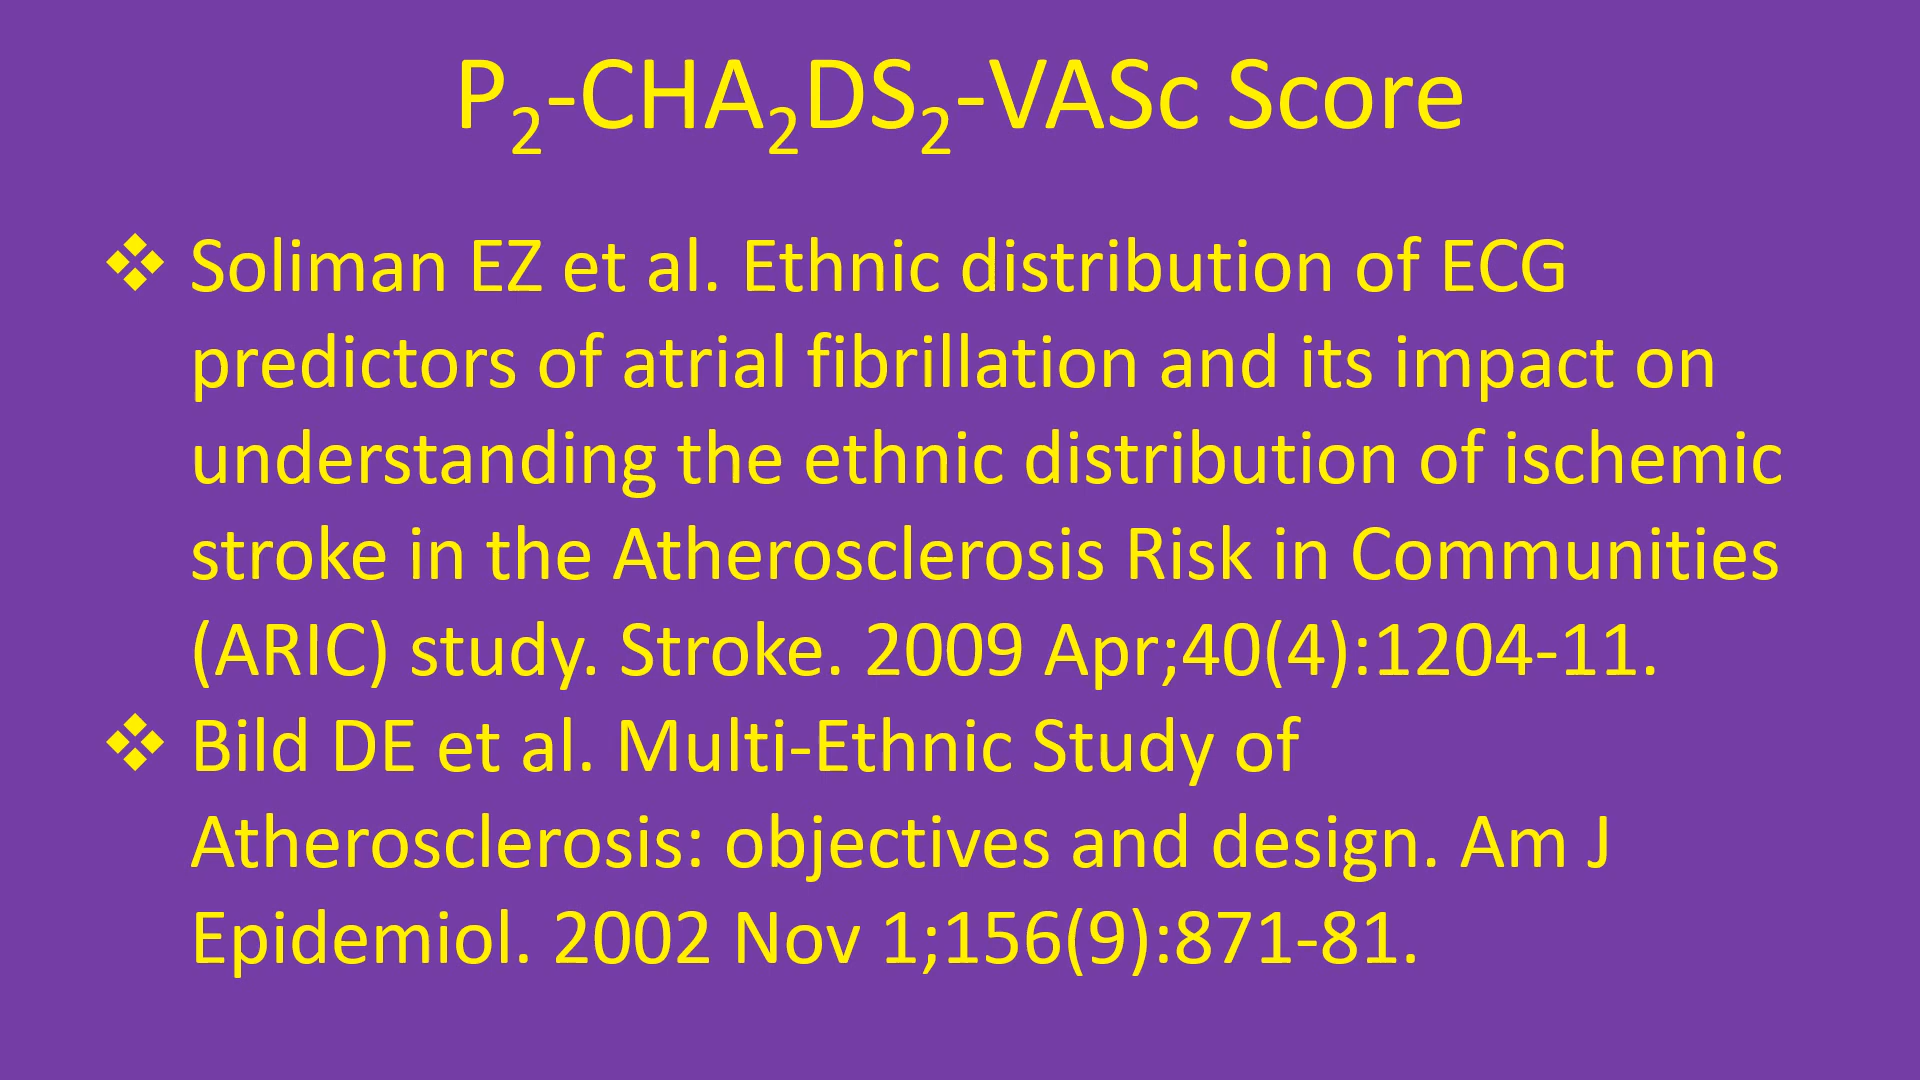 P₂-CHA₂DS₂-VASc Score
❖ Soliman EZ et al. Ethnic distribution of ECG
predictors of atrial fibrillation and its impact on
understanding the ethnic distribution of ischemic
stroke in the Atherosclerosis Risk in Communities
(ARIC) study. Stroke. 2009 Apr;40(4):1204-11.
❖ Bild DE et al. Multi-Ethnic Study of
Atherosclerosis: objectives and design. Am J
Epidemiol. 2002 Nov 1;156(9):871-81.